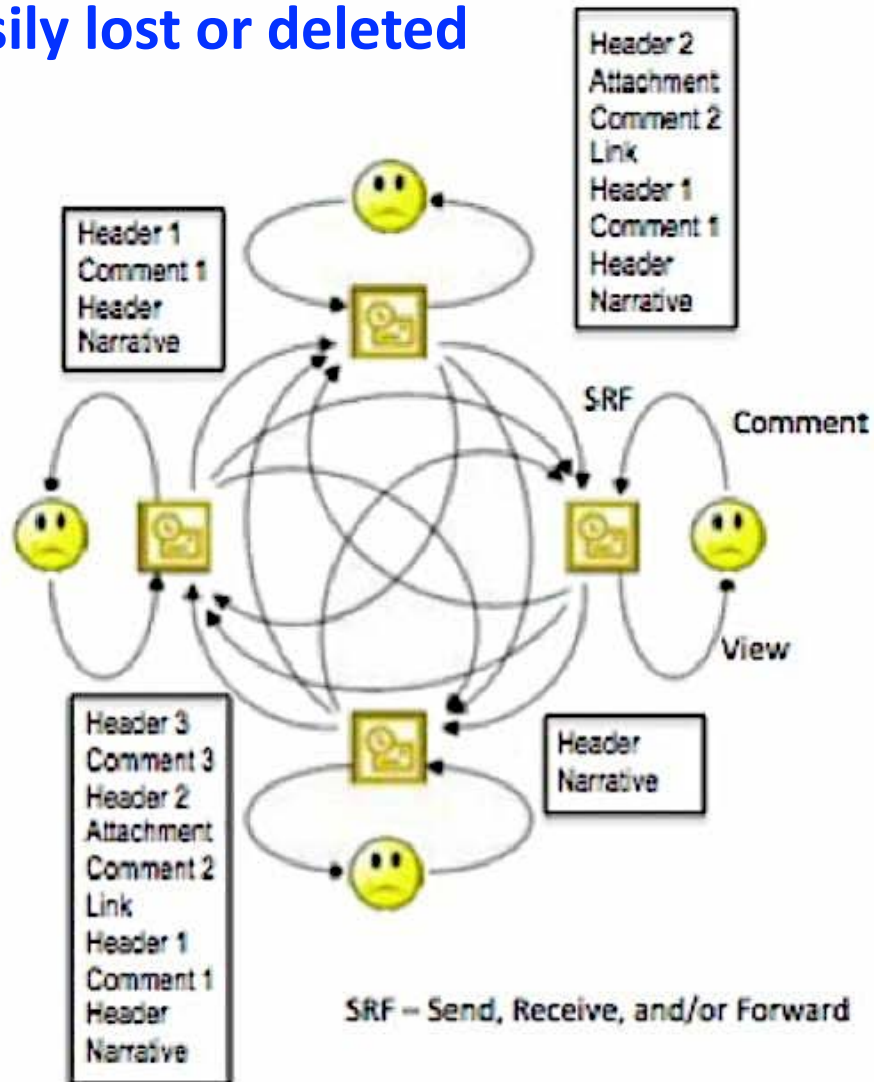 sily lost or deleted
Header 2
Attachment
Comment 2
Link
Header 1
Comment 1
Header
Narrative
Header 1
Comment 1
Header
Narrative
SRF
Comment
View
Header 3
Comment 3
Header 2
Attachment
Comment 2
Link
Header 1
Comment 1
Header
Narrative
Header
Narrative
SRF – Send, Receive, and/or Forward